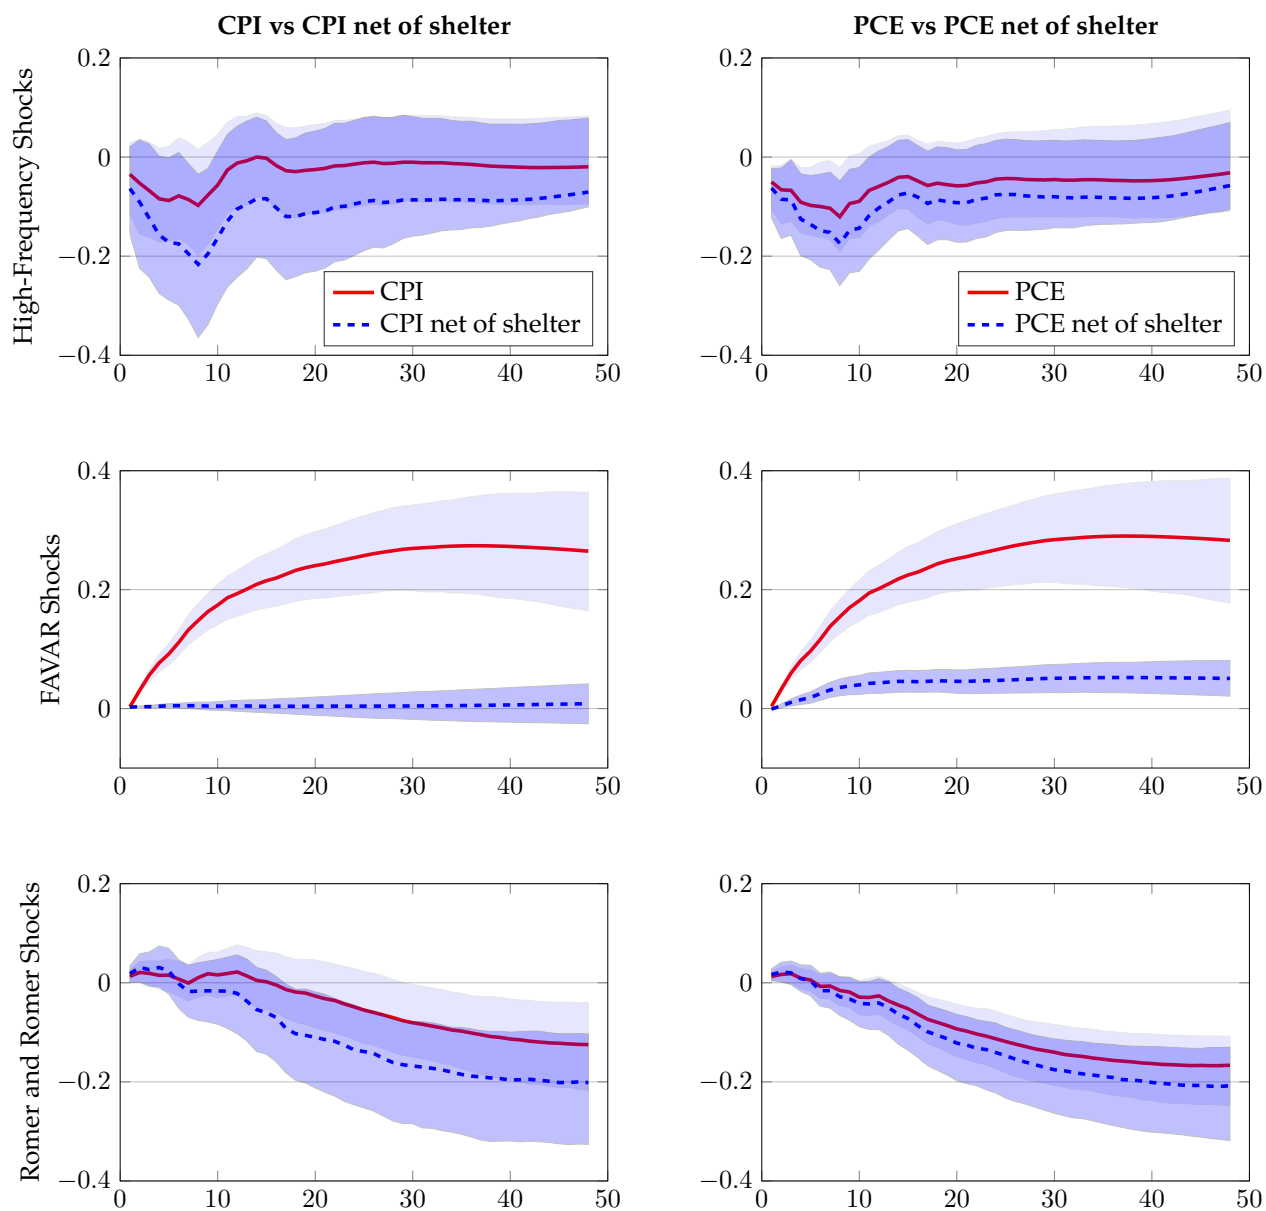 CPI vs CPI net of shelter
PCE vs PCE net of shelter
High-Frequency Shocks
0.2
0
−0.2
−0.4
0 10 20 30 40 50
CPI
CPI net of shelter
0.2
0
−0.2
−0.4
0 10 20 30 40 50
PCE
PCE net of shelter
FAVAR Shocks
0.4
0.2
0
0 10 20 30 40 50
0.4
0.2
0
0 10 20 30 40 50
Romer and Romer Shocks
0.2
0
−0.2
−0.4
0 10 20 30 40 50
0.2
0
−0.2
−0.4
0 10 20 30 40 50